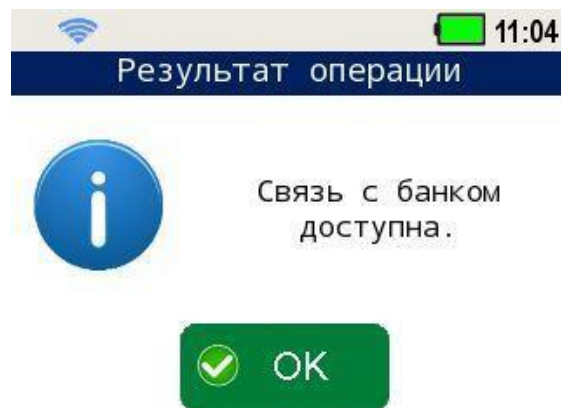 11:04
Результат операции
Связь с банком
доступна.
OK